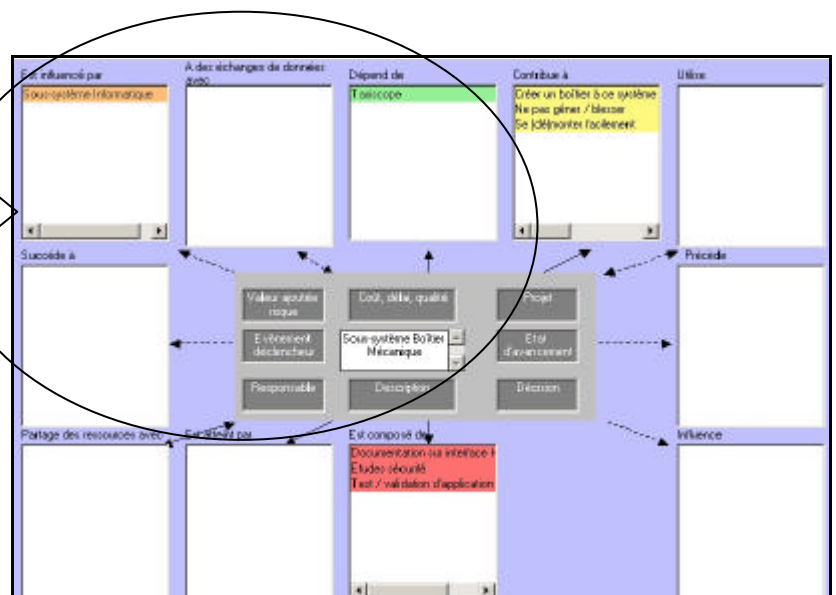 Est influencé par
A des échanges de données avec
Dépend de
Contribue à
Utilise
Sous-système Informatique
Taxiscope
Créer un boîtier à ce système
Ne pas gêner / blesser
Se (dé)monter facilement
Succède à
Précède
Valeur ajoutée risque
Coût, délai, qualité
Projet
Evènement déclencheur
Sous-système Boîtier Mécanique
Etat d'avancement
Responsable
Description
Décision
Partage des ressources avec
Est atteint par
Est composé de
Influence
Documentation sur interface
Etudes sécurité
Test / validation d'application